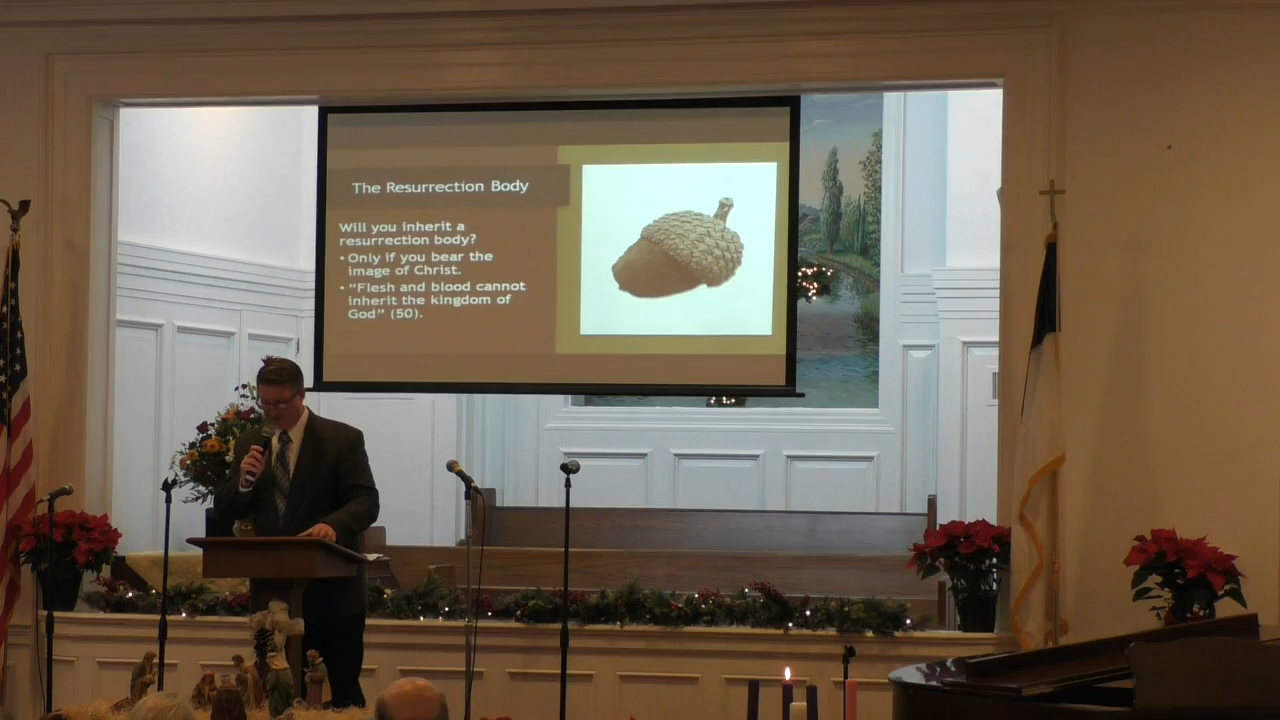 The Resurrection Body
Will you inherit a
resurrection body?
• Only if you bear the
image of Christ.
• “Flesh and blood cannot
inherit the kingdom of
God” (50).